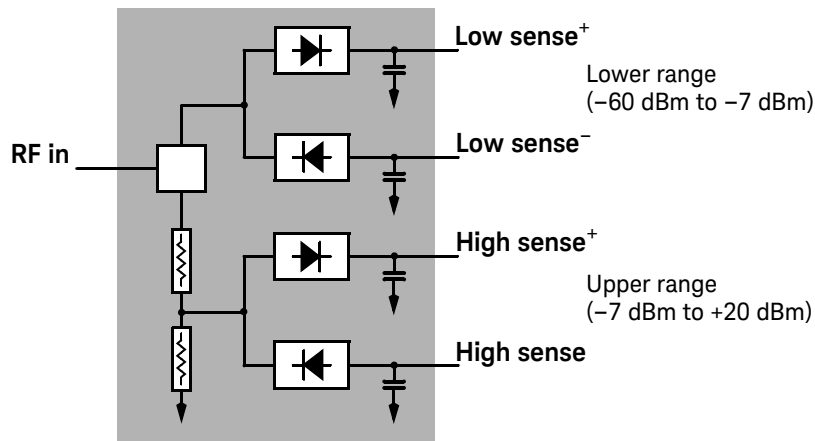 Low sense⁺
Lower range
(−60 dBm to −7 dBm)
Low sense⁻
RF in
High sense⁺
Upper range
(−7 dBm to +20 dBm)
High sense